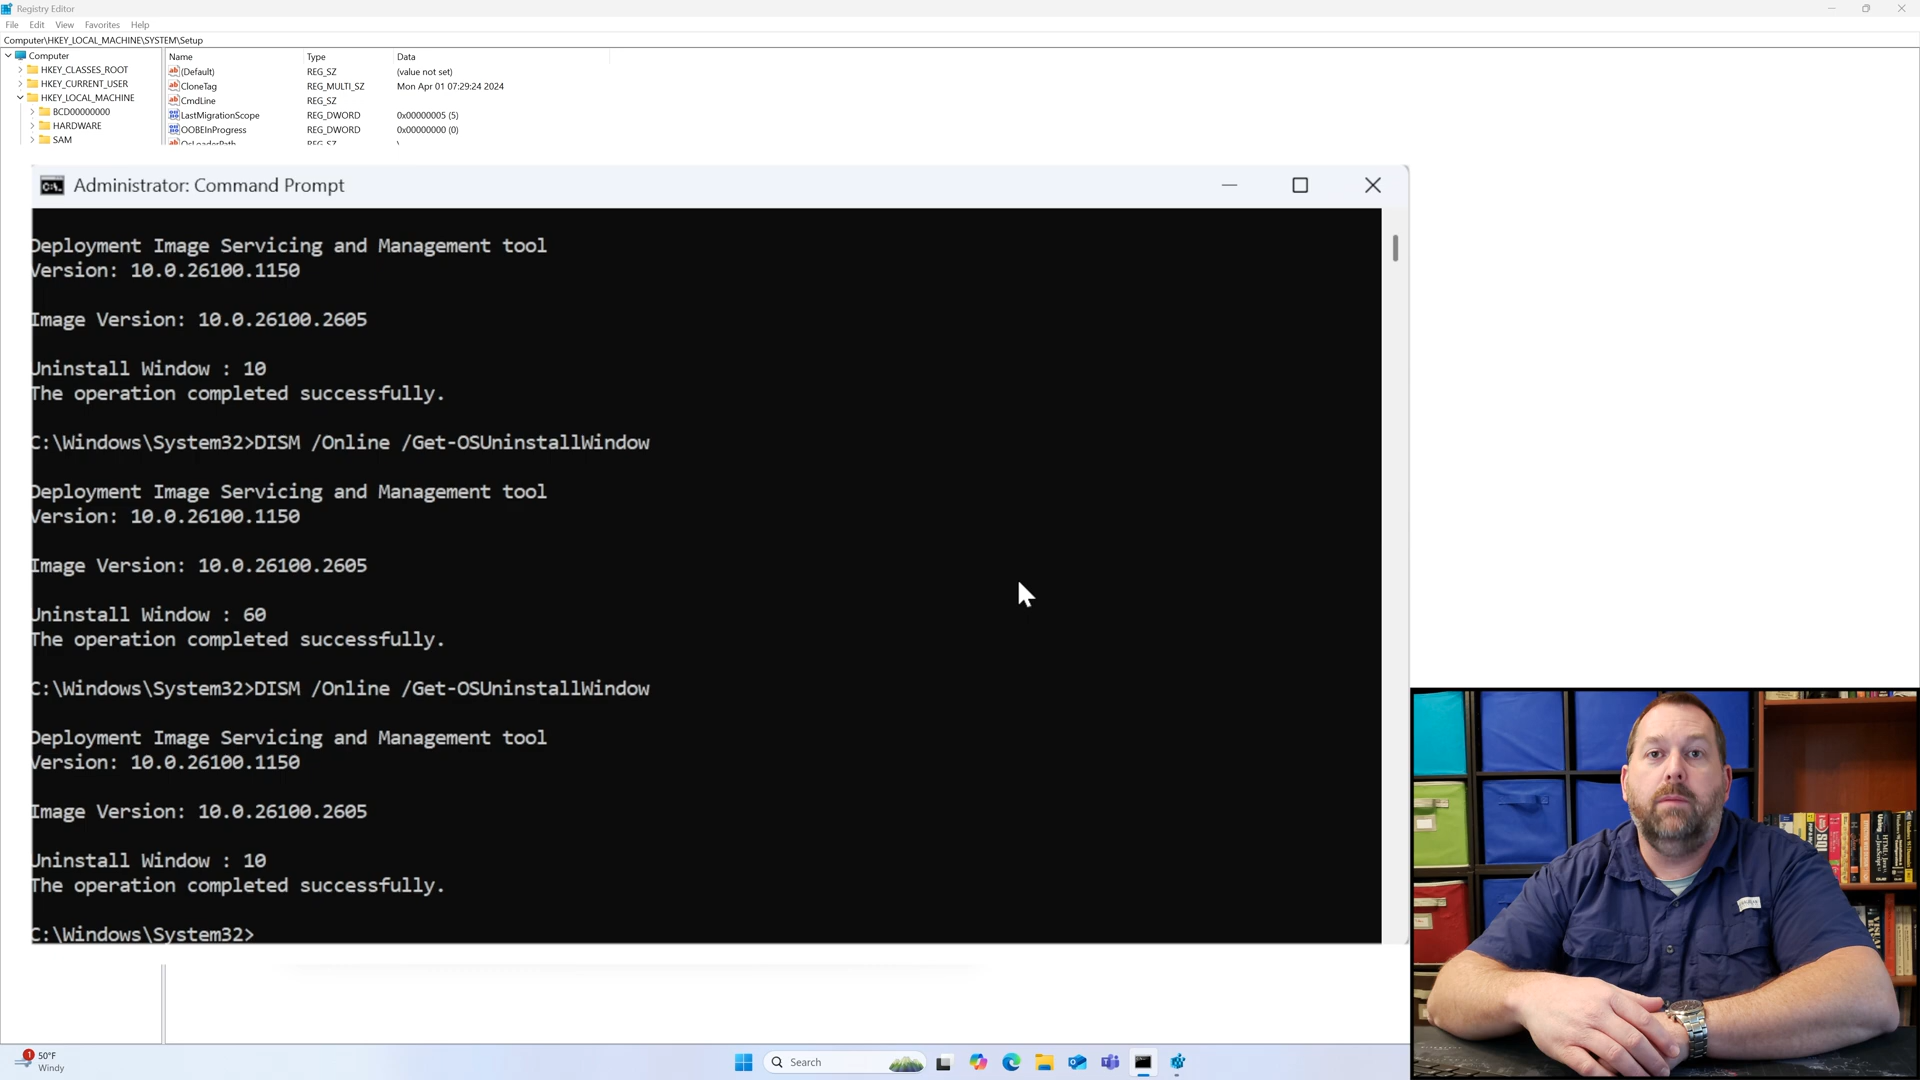 Registry Editor
File Edit View Favorites Help
Computer\HKEY_LOCAL_MACHINE\SYSTEM\Setup
Computer
HKEY_CLASSES_ROOT
HKEY_CURRENT_USER
HKEY_LOCAL_MACHINE
BCD00000000
HARDWARE
SAM
Name Type Data
(Default) REG_SZ (value not set)
CloneTag REG_MULTI_SZ Mon Apr 01 07:29:24 2024
CmdLine REG_SZ
LastMigrationScope REG_DWORD 0x00000005 (5)
OOBEInProgress REG_DWORD 0x00000000 (0)
OsLoaderPath REG_SZ \
Administrator: Command Prompt
Deployment Image Servicing and Management tool
Version: 10.0.26100.1150
Image Version: 10.0.26100.2605
Uninstall Window : 10
The operation completed successfully.
C:\Windows\System32>DISM /Online /Get-OSUninstallWindow
Deployment Image Servicing and Management tool
Version: 10.0.26100.1150
Image Version: 10.0.26100.2605
Uninstall Window : 60
The operation completed successfully.
C:\Windows\System32>DISM /Online /Get-OSUninstallWindow
Deployment Image Servicing and Management tool
Version: 10.0.26100.1150
Image Version: 10.0.26100.2605
Uninstall Window : 10
The operation completed successfully.
C:\Windows\System32>
1
50°F
Windy
Search